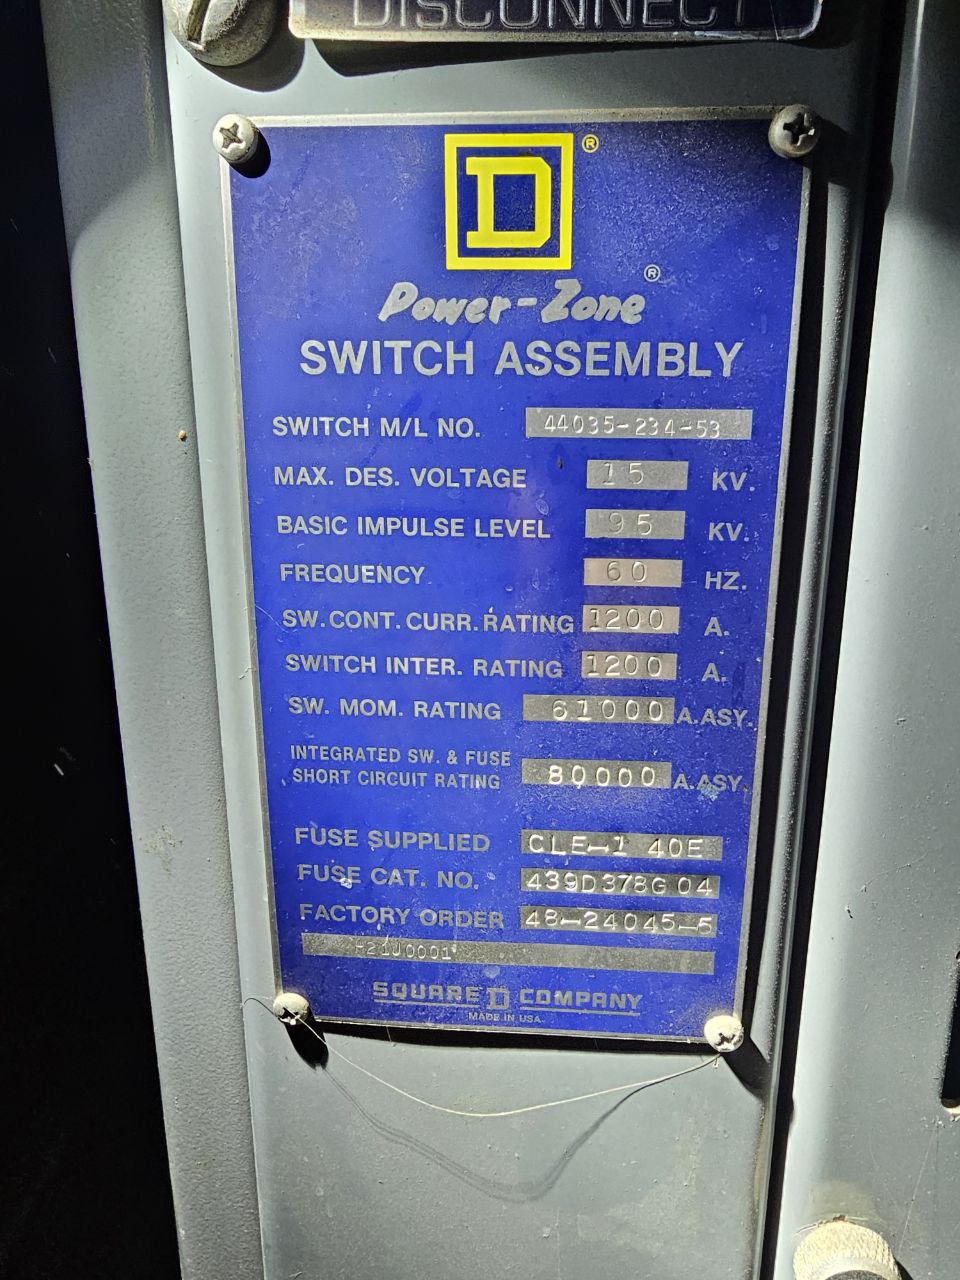 DISCONNECT
D ®
Power-Zone ®
SWITCH ASSEMBLY
SWITCH M/L NO. 44035-234-53
MAX. DES. VOLTAGE 15 KV.
BASIC IMPULSE LEVEL 95 KV.
FREQUENCY 60 HZ.
SW. CONT. CURR. RATING 1200 A.
SWITCH INTER. RATING 1200 A.
SW. MOM. RATING 61000 A.ASY.
INTEGRATED SW. & FUSE
SHORT CIRCUIT RATING 80000 A.ASY.
FUSE SUPPLIED CLE-1 40E
FUSE CAT. NO. 439D378G04
FACTORY ORDER 48-24045-5
H21J0001
SQUARE D COMPANY
MADE IN USA